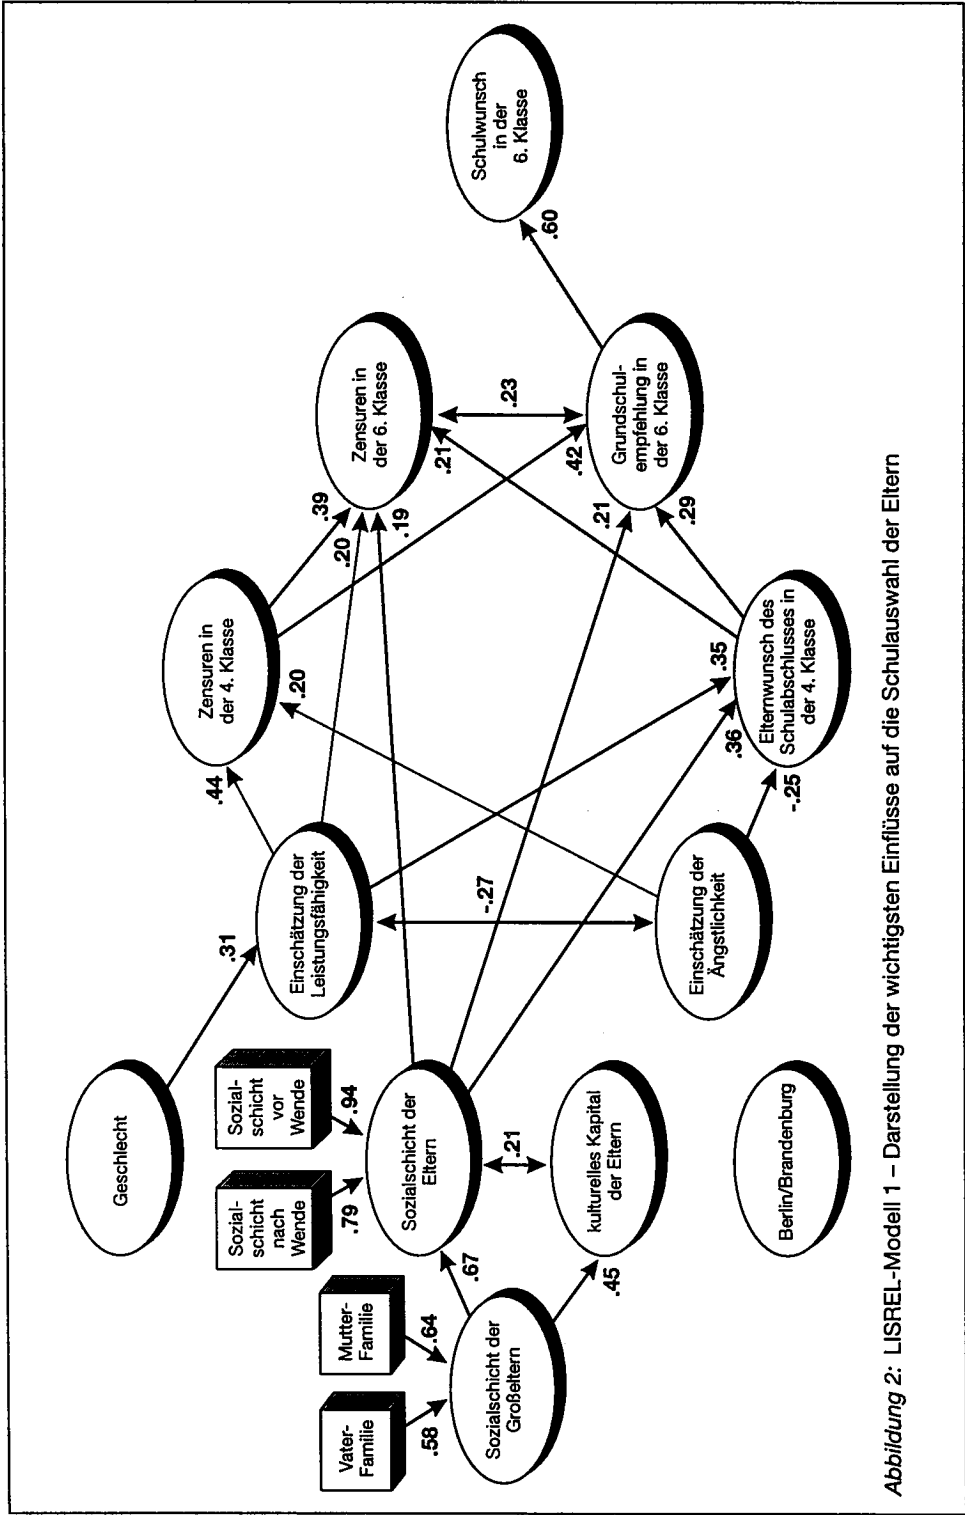 Vater-
Familie
.58
Mutter-
Familie
.64
Sozialschicht der
Großeltern
.67
.45
Geschlecht
.31
Sozial-
schicht
nach
Wende
.79
Sozial-
schicht
vor
Wende
.94
Sozialschicht der
Eltern
.21
kulturelles Kapital
der Eltern
Berlin/Brandenburg
Einschätzung der
Leistungsfähigkeit
.44
-.27
Einschätzung der
Ängstlichkeit
-.25
Zensuren in
der 4. Klasse
.20
.36
.35
Elternwunsch des
Schulabschlusses in
der 4. Klasse
.39
.20
.19
Zensuren in
der 6. Klasse
.21
.23
.42
.21
.29
Grundschul-
empfehlung in
der 6. Klasse
.60
Schulwunsch
in der
6. Klasse
Abbildung 2: LISREL-Modell 1 – Darstellung der wichtigsten Einflüsse auf die Schulauswahl der Eltern